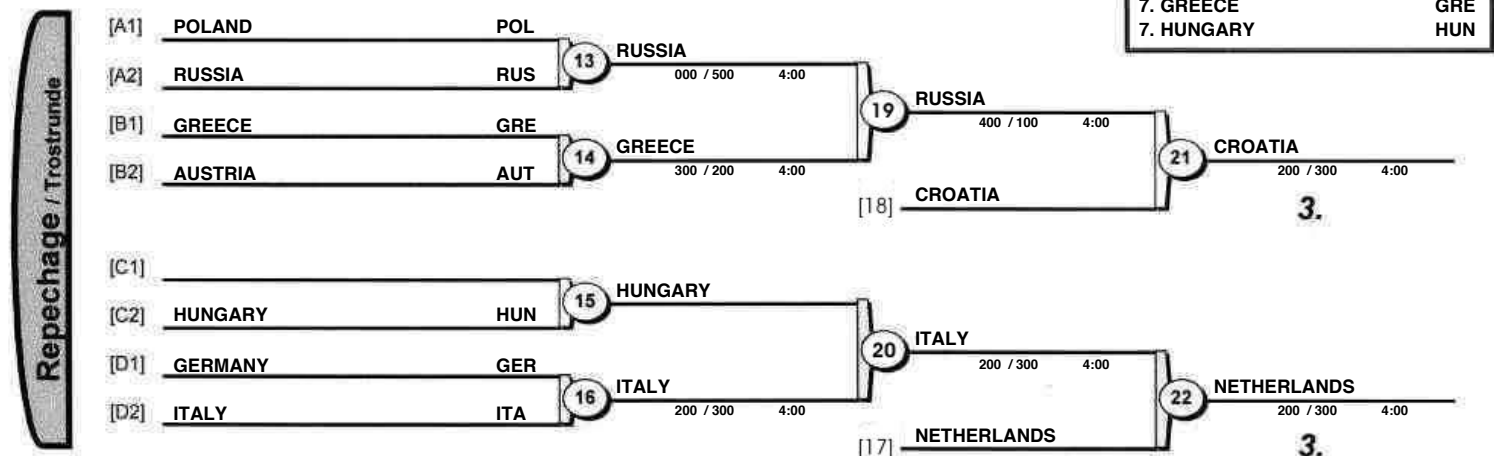 7. GREECE GRE
7. HUNGARY HUN
Repechage / Trostrunde
[A1] POLAND POL
13
RUSSIA
000 / 500 4:00
[A2] RUSSIA RUS
19
RUSSIA
400 / 100 4:00
[B1] GREECE GRE
14
GREECE
300 / 200 4:00
[B2] AUSTRIA AUT
21
CROATIA
200 / 300 4:00
[18] CROATIA
3.
[C1]
15
HUNGARY
[C2] HUNGARY HUN
20
ITALY
200 / 300 4:00
[D1] GERMANY GER
16
ITALY
200 / 300 4:00
[D2] ITALY ITA
22
NETHERLANDS
200 / 300 4:00
[17] NETHERLANDS
3.